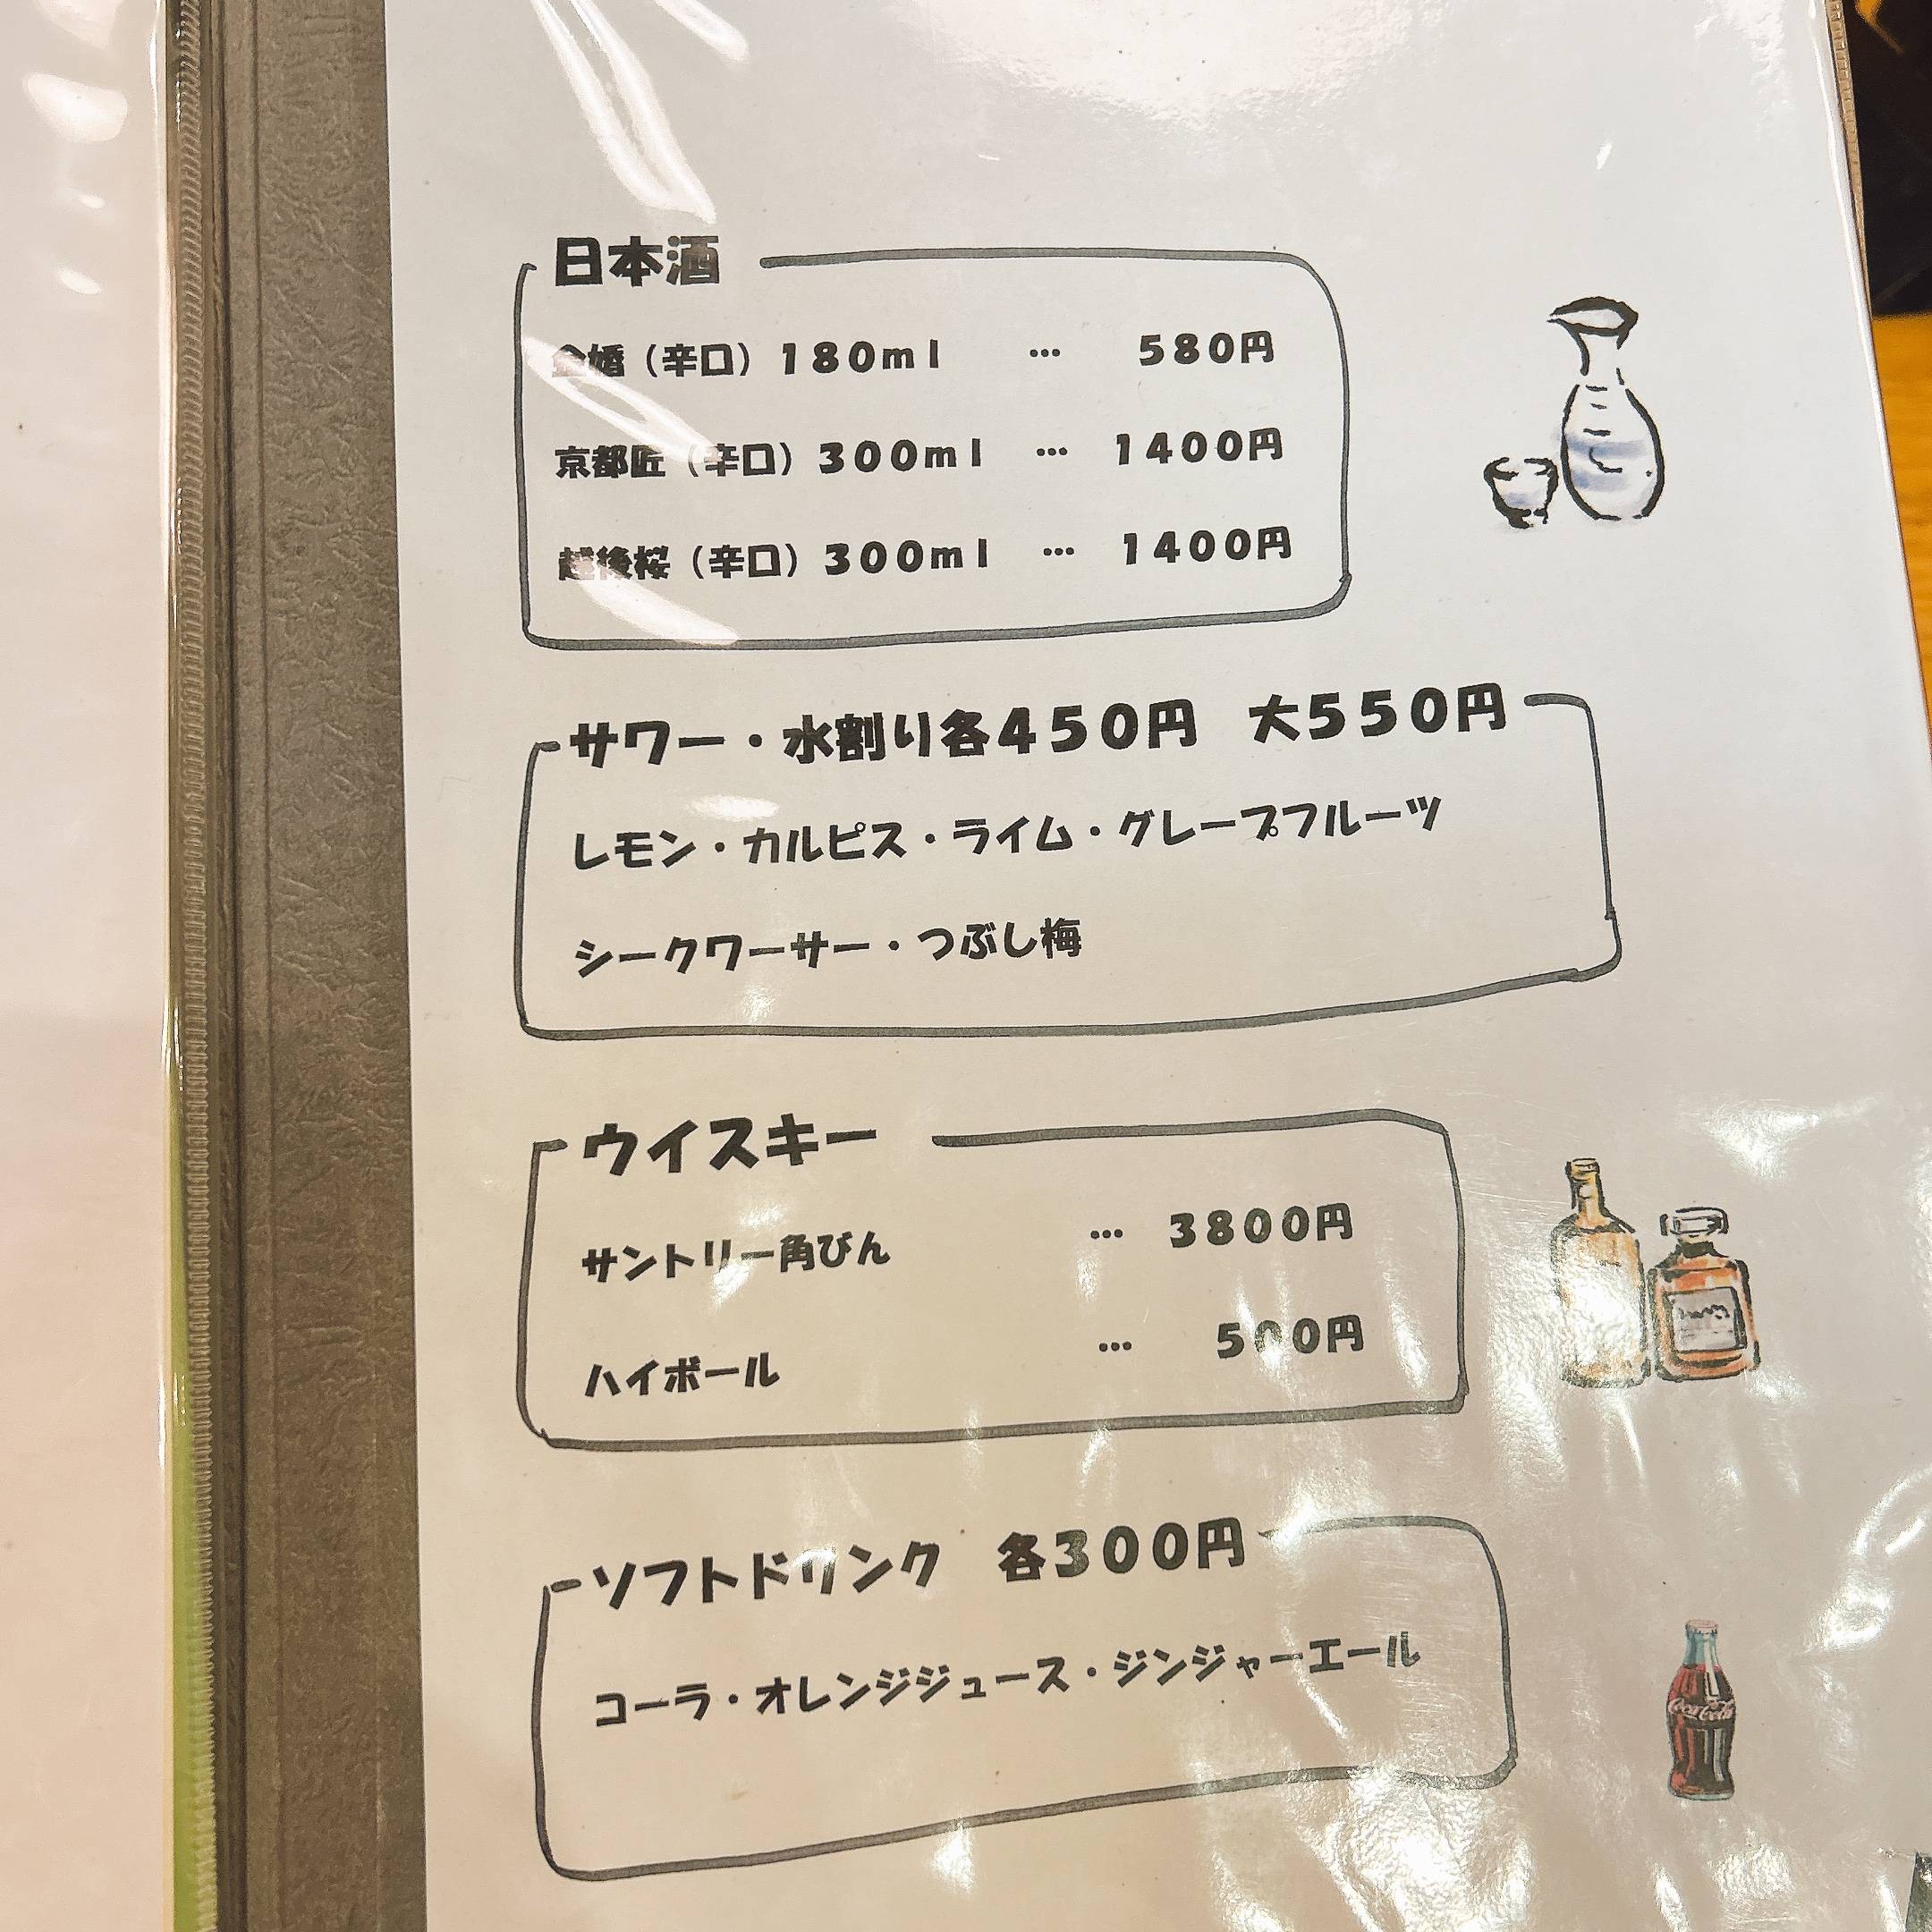 日本酒
金婚（辛口）180ml … 580円
京都匠（辛口）300ml … 1400円
越後桜（辛口）300ml … 1400円
サワー・水割り各450円 大550円
レモン・カルピス・ライム・グレープフルーツ
シークワーサー・つぶし梅
ウイスキー
サントリー角びん … 3800円
ハイボール … 500円
ソフトドリンク 各300円
コーラ・オレンジジュース・ジンジャーエール
Coca-Cola